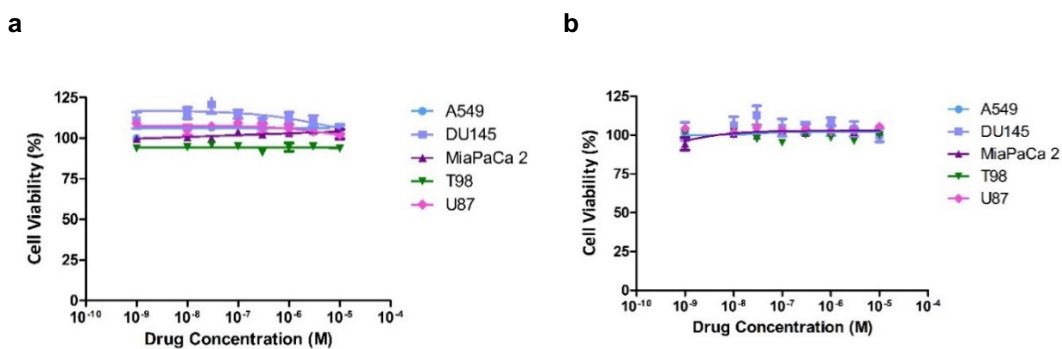 a
b
125
100
75
50
25
0
Cell Viability (%)
10⁻¹⁰ 10⁻⁹ 10⁻⁸ 10⁻⁷ 10⁻⁶ 10⁻⁵ 10⁻⁴
Drug Concentration (M)
A549
DU145
MiaPaCa 2
T98
U87
125
100
75
50
25
0
Cell Viability (%)
10⁻¹⁰ 10⁻⁹ 10⁻⁸ 10⁻⁷ 10⁻⁶ 10⁻⁵ 10⁻⁴
Drug Concentration (M)
A549
DU145
MiaPaCa 2
T98
U87